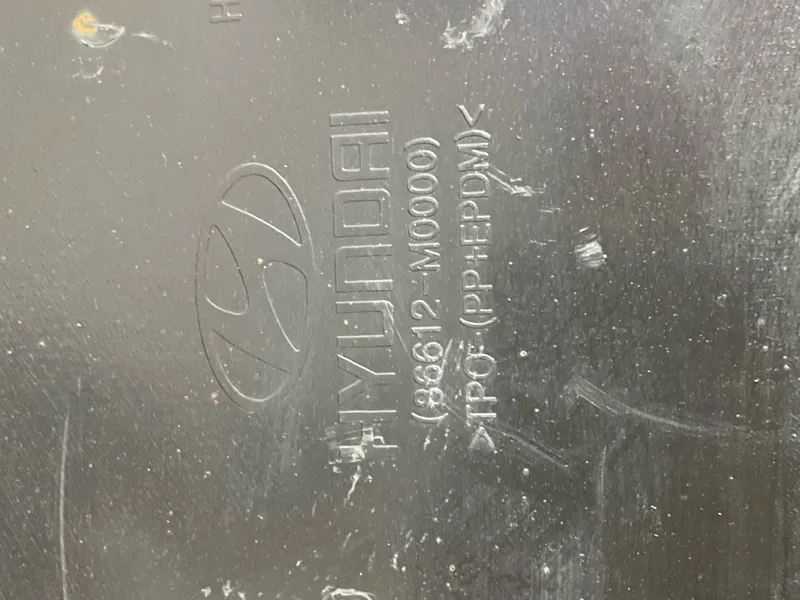 H
HYUNDAI
(86612-M0000)
>TPO-(PP+EPDM)<